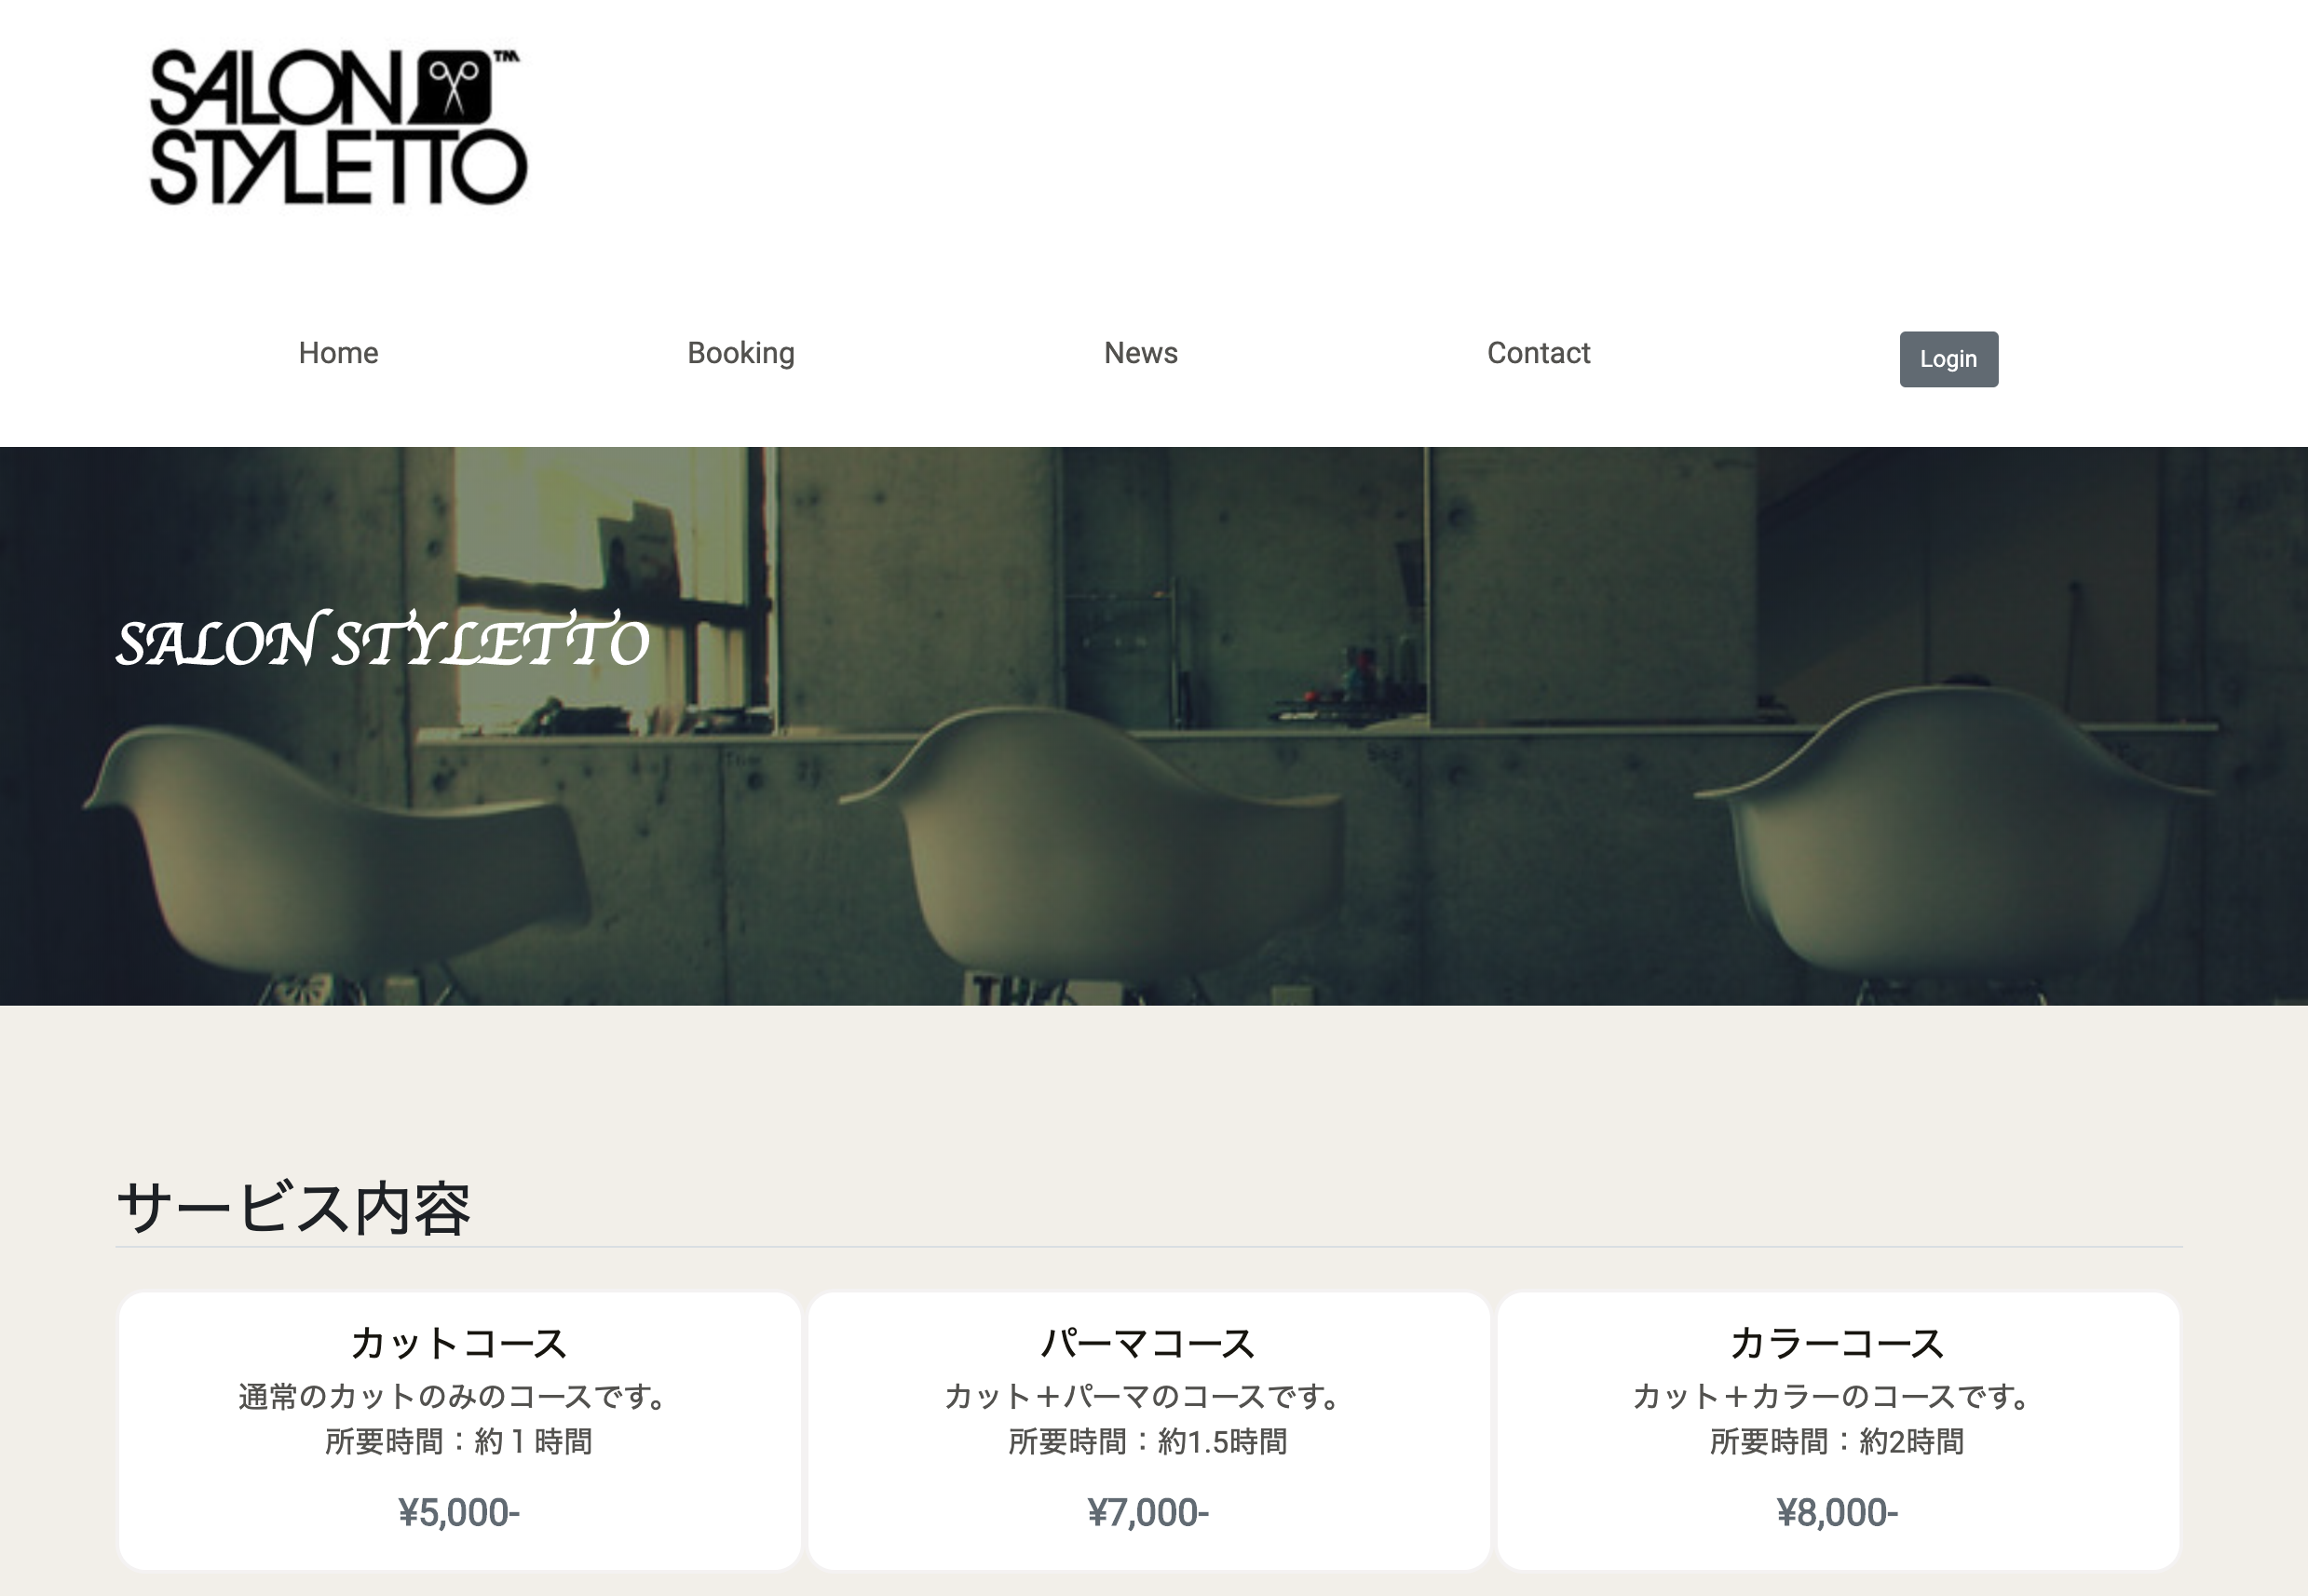 SALON ™
STYLETTO
Home Booking News Contact Login
SALON STYLETTO
サービス内容
カットコース
通常のカットのみのコースです。
所要時間：約１時間
¥5,000-
パーマコース
カット＋パーマのコースです。
所要時間：約1.5時間
¥7,000-
カラーコース
カット＋カラーのコースです。
所要時間：約2時間
¥8,000-